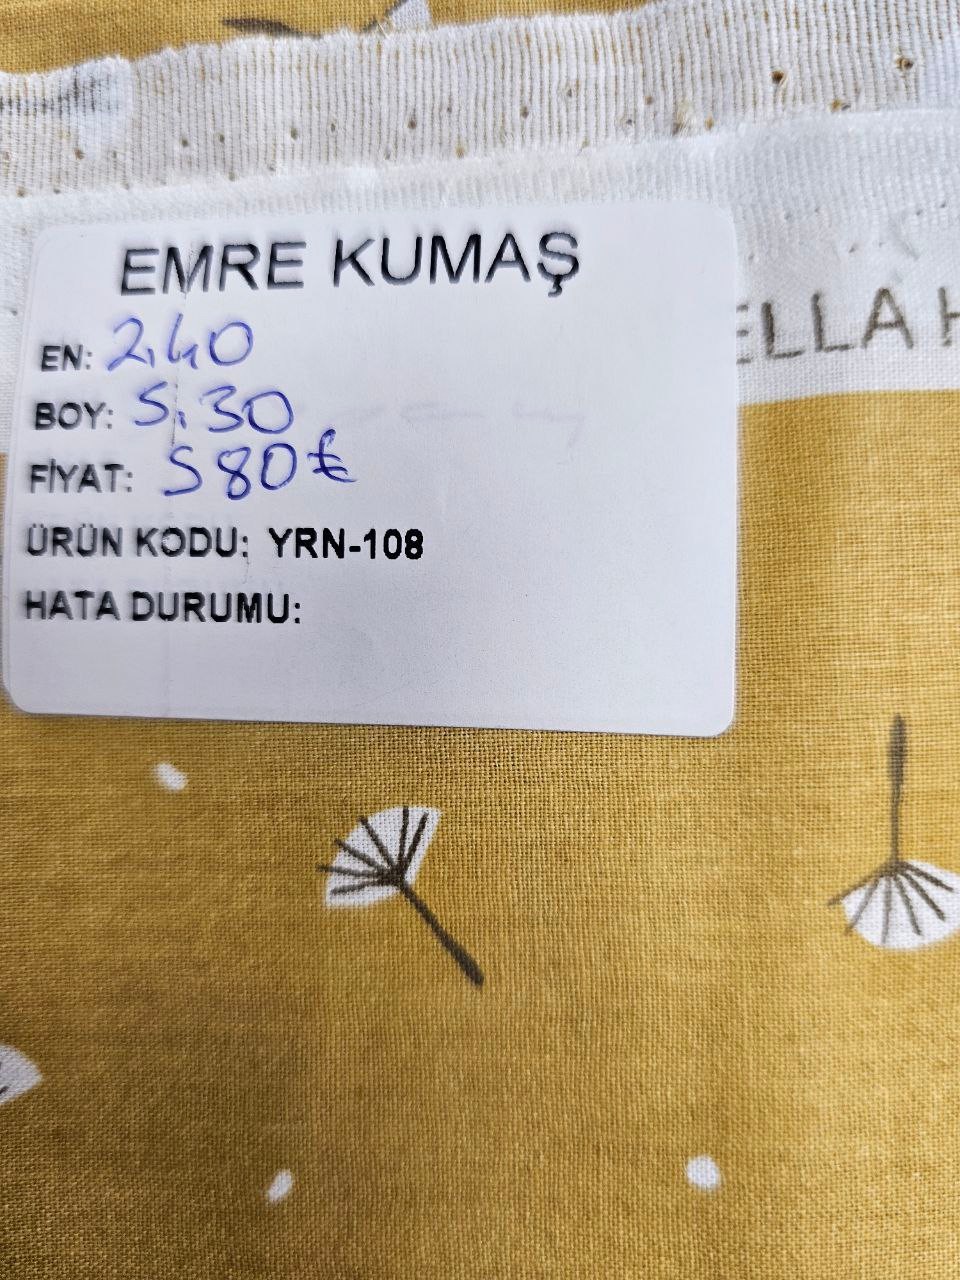 EMRE KUMAŞ
EN: 2.40
BOY: 5.30
FİYAT: 580₺
ÜRÜN KODU: YRN-108
HATA DURUMU:
ELLA H